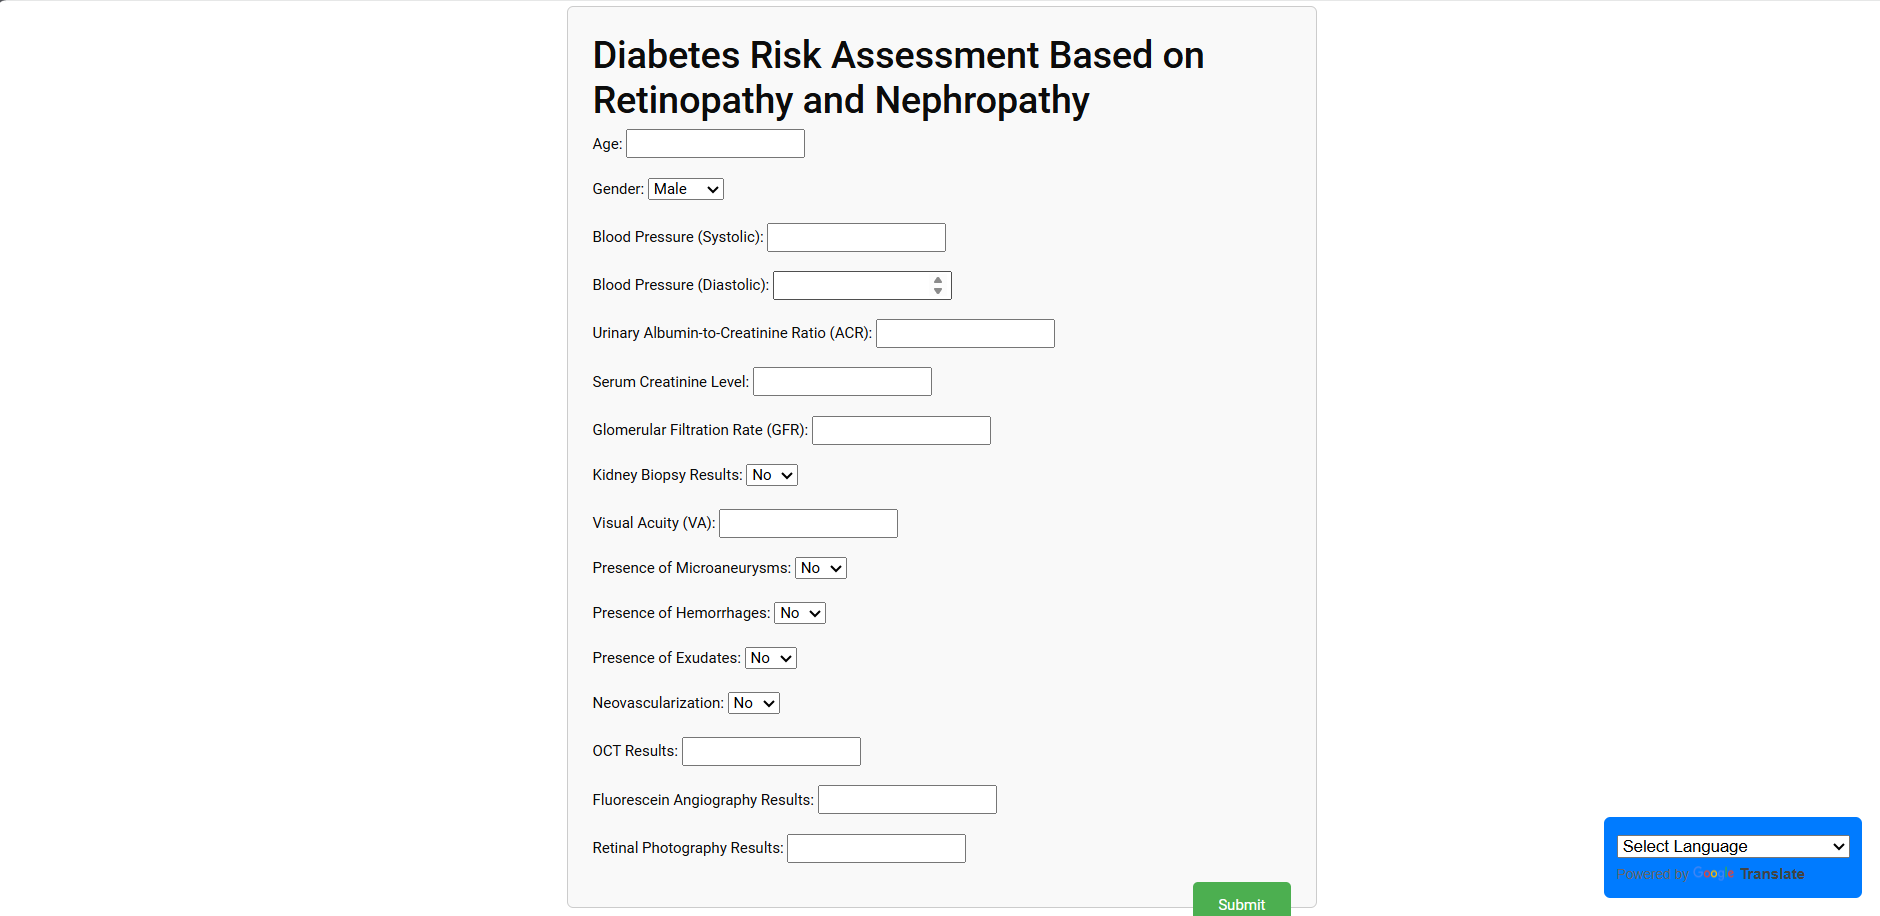 Diabetes Risk Assessment Based on
Retinopathy and Nephropathy
Age:
Gender: Male
Blood Pressure (Systolic):
Blood Pressure (Diastolic):
Urinary Albumin-to-Creatinine Ratio (ACR):
Serum Creatinine Level:
Glomerular Filtration Rate (GFR):
Kidney Biopsy Results: No
Visual Acuity (VA):
Presence of Microaneurysms: No
Presence of Hemorrhages: No
Presence of Exudates: No
Neovascularization: No
OCT Results:
Fluorescein Angiography Results:
Retinal Photography Results:
Submit
Select Language
Powered by Google Translate